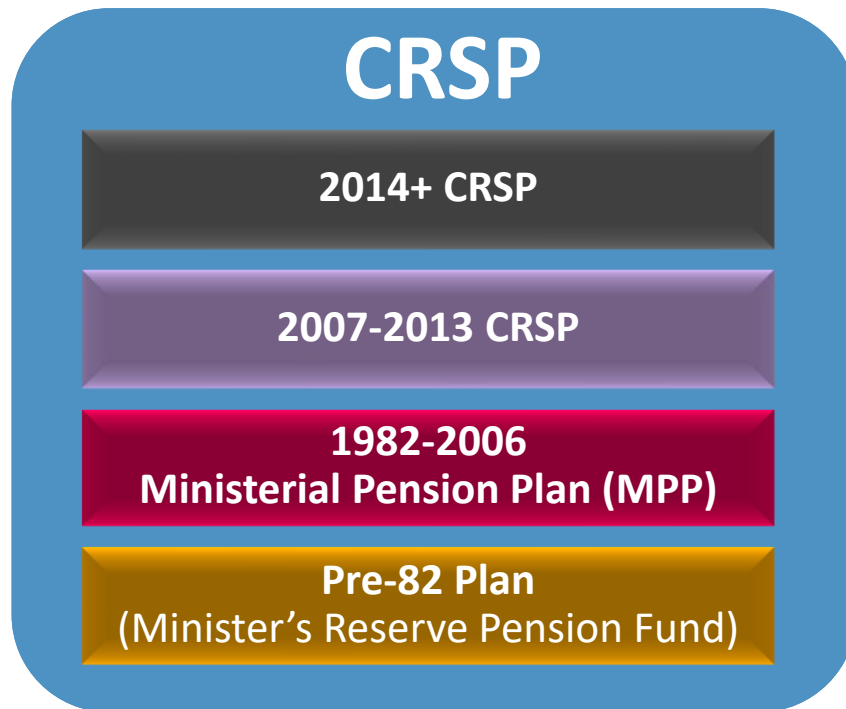 CRSP
2014+ CRSP
2007-2013 CRSP
1982-2006
Ministerial Pension Plan (MPP)
Pre-82 Plan
(Minister’s Reserve Pension Fund)